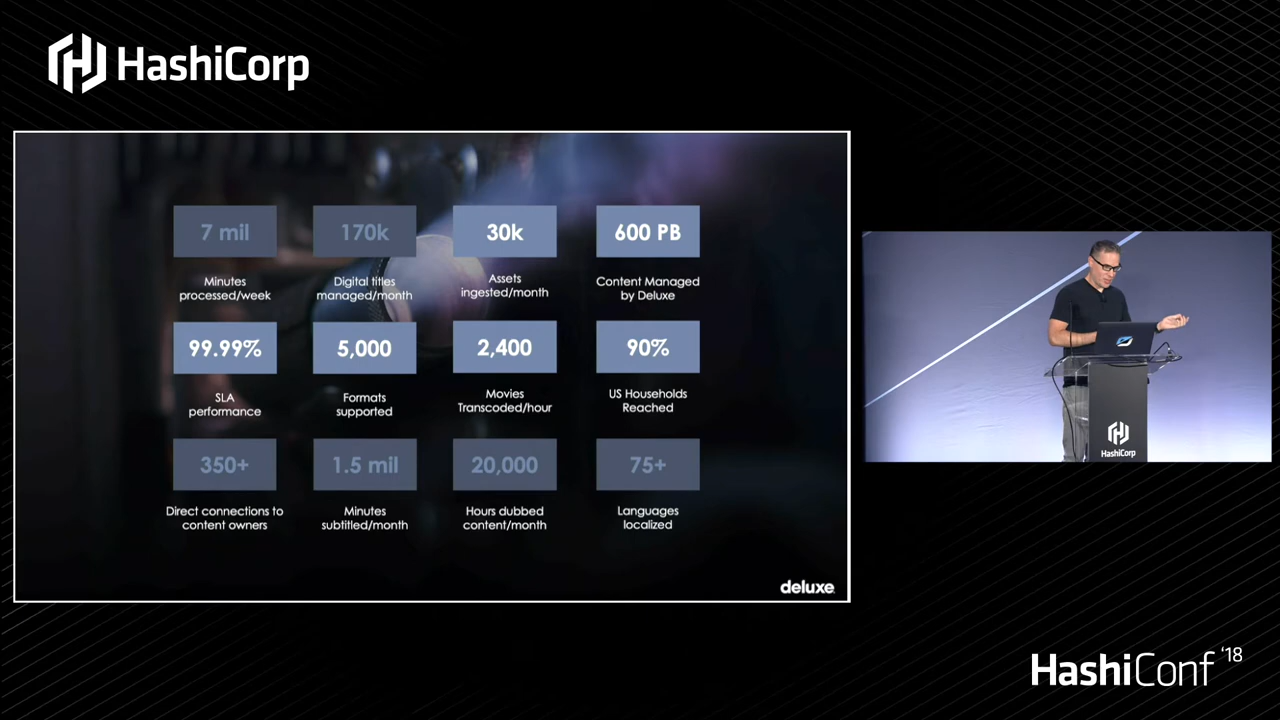 HashiCorp
7 mil
170k
30k
600 PB
Minutes
processed/week
Digital titles
managed/month
Assets
ingested/month
Content Managed
by Deluxe
99.99%
5,000
2,400
90%
SLA
performance
Formats
supported
Movies
Transcoded/hour
US Households
Reached
350+
1.5 mil
20,000
75+
Direct connections to
content owners
Minutes
subtitled/month
Hours dubbed
content/month
Languages
localized
deluxe
HashiCorp
HashiConf '18